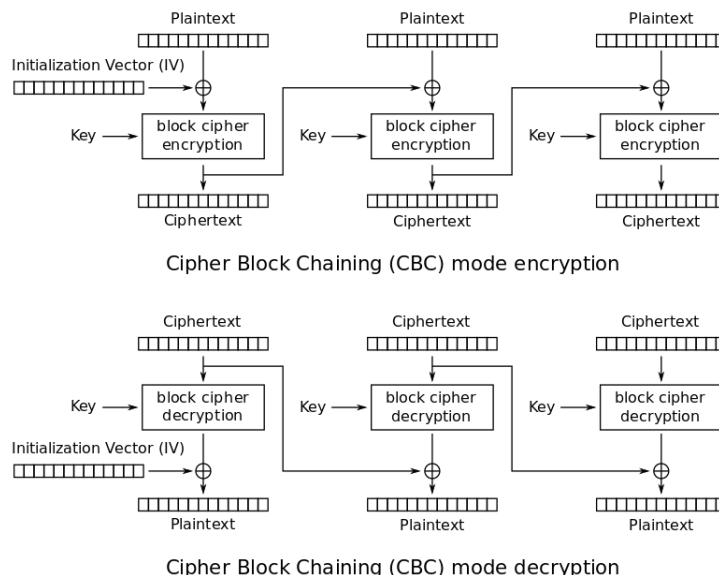 Plaintext Plaintext Plaintext
Initialization Vector (IV)
Key block cipher encryption Key block cipher encryption Key block cipher encryption
Ciphertext Ciphertext Ciphertext
Cipher Block Chaining (CBC) mode encryption
Ciphertext Ciphertext Ciphertext
Key block cipher decryption Key block cipher decryption Key block cipher decryption
Initialization Vector (IV)
Plaintext Plaintext Plaintext
Cipher Block Chaining (CBC) mode decryption